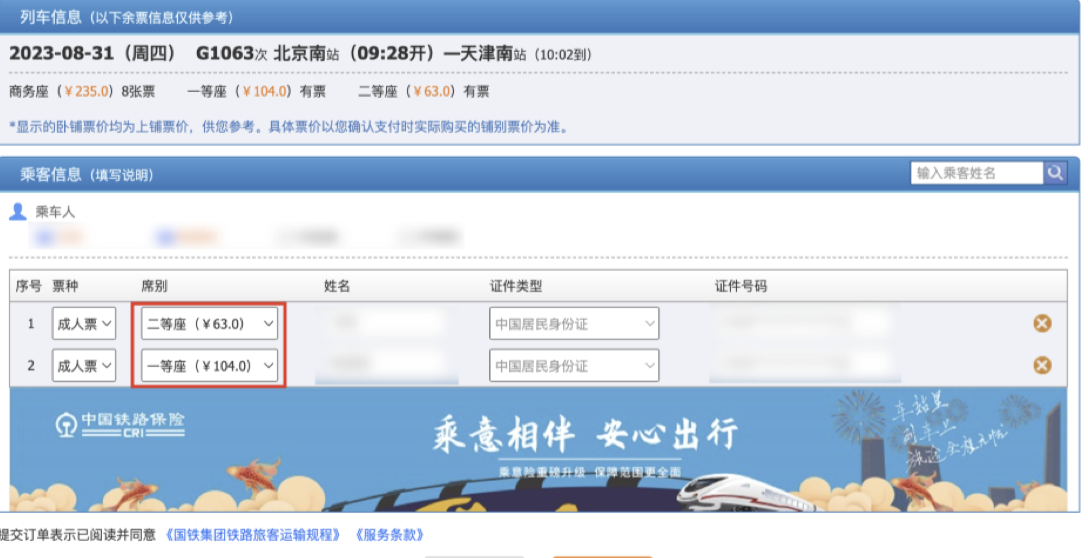 列车信息（以下余票信息仅供参考）
2023-08-31（周四） G1063次 北京南站（09:28开）—天津南站（10:02到）
商务座（￥235.0）8张票 一等座（￥104.0）有票 二等座（￥63.0）有票
*显示的卧铺票价均为上铺票价，供您参考。具体票价以您确认支付时实际购买的铺别票价为准。
乘客信息（填写说明） 输入乘客姓名
乘车人
序号 票种 席别 姓名 证件类型 证件号码
1 成人票 二等座（￥63.0） 中国居民身份证
2 成人票 一等座（￥104.0） 中国居民身份证
中国铁路保险
CRI
乘意相伴 安心出行
乘意险重磅升级 保障范围更全面
车站里
提交订单表示已阅读并同意 《国铁集团铁路旅客运输规程》 《服务条款》